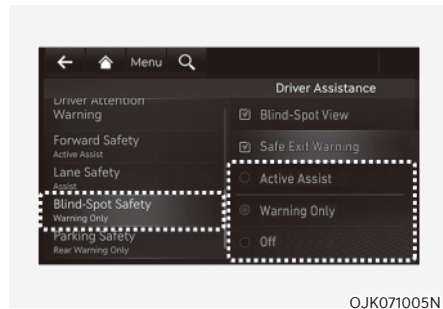 Menu
Driver Assistance
Driver Attention
Warning
Forward Safety
Active Assist
Lane Safety
Assist
Blind-Spot Safety
Warning Only
Parking Safety
Rear Warning Only
Blind-Spot View
Safe Exit Warning
Active Assist
Warning Only
Off
OJK071005N